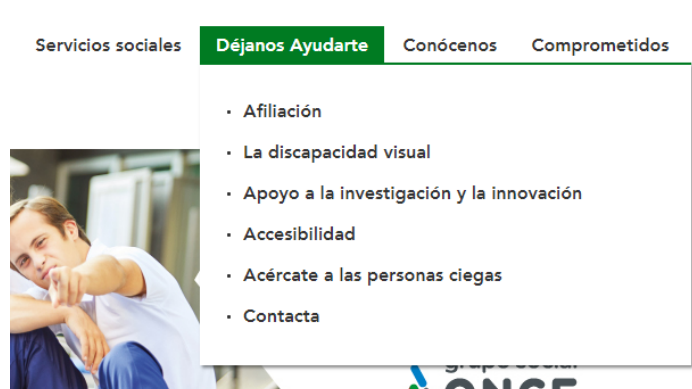 Servicios sociales
Déjanos Ayudarte
Conócenos
Comprometidos
· Afiliación
· La discapacidad visual
· Apoyo a la investigación y la innovación
· Accesibilidad
· Acércate a las personas ciegas
· Contacta
grupo social
ONCE